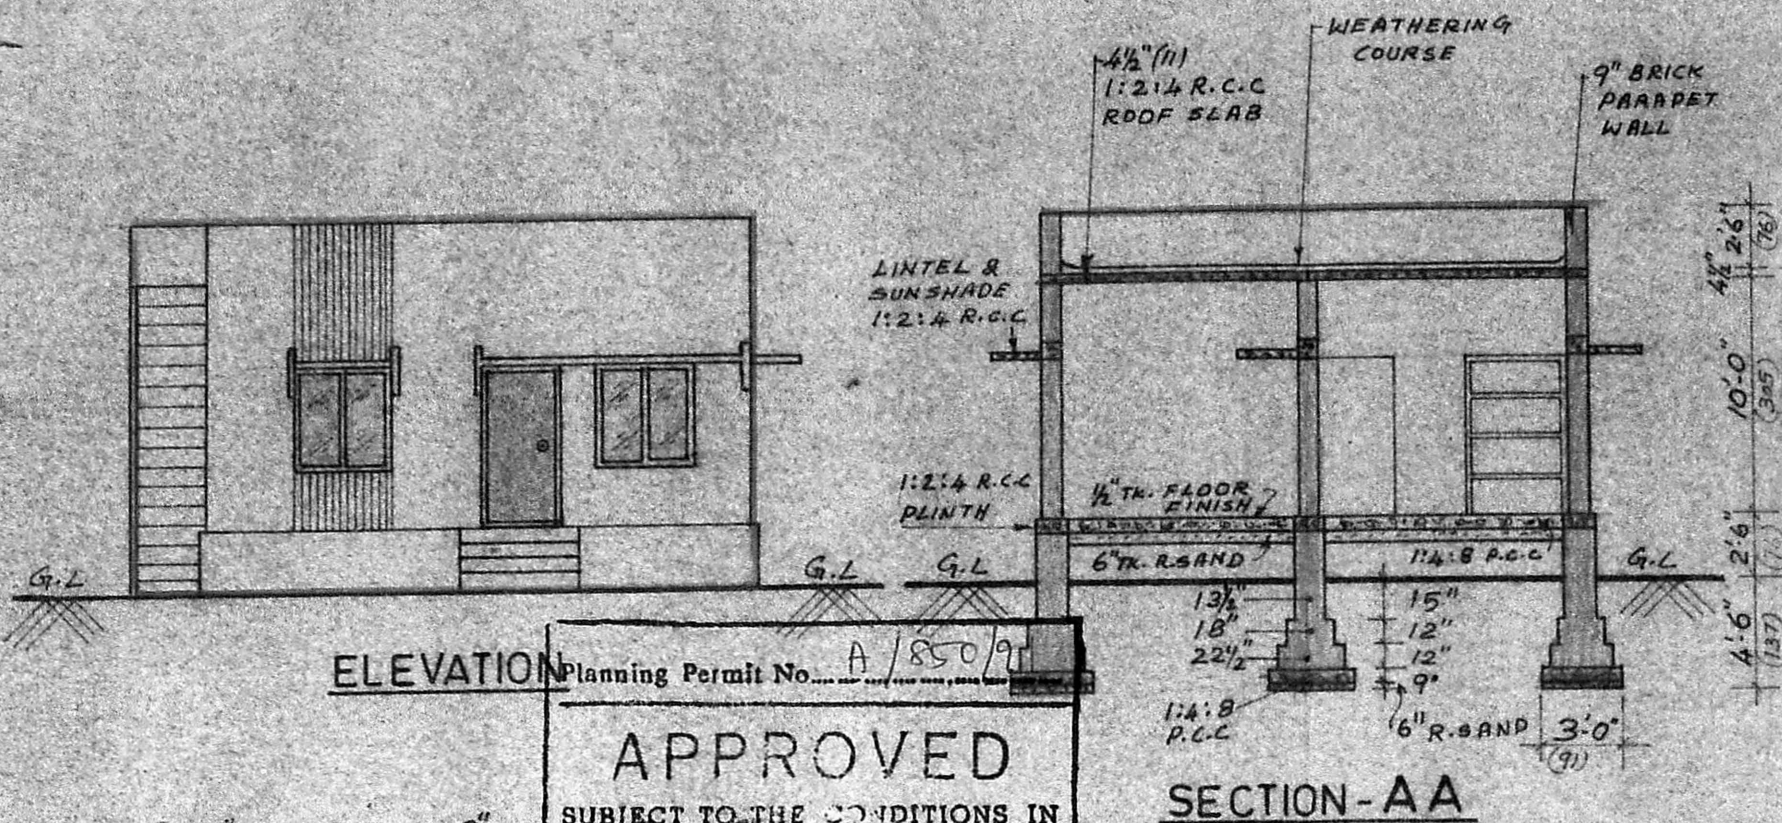 WEATHERING
COURSE
4½" (11)
1:2:4 R.C.C
ROOF SLAB
9" BRICK
PARAPET
WALL
LINTEL &
SUNSHADE
1:2:4 R.C.C
2'6"
(76)
4½"
10'-0"
(305)
1:2:4 R.C.C
PLINTH
½" TK. FLOOR
FINISH
6" TK. R.SAND
1:4:8 P.C.C
2'6"
G.L
G.L
G.L
G.L
13½"
18"
22½"
15"
12"
12"
9"
4'-6"
(137)
1:4:8
P.C.C
6" R.SAND
3'-0"
(91)
ELEVATION
SECTION-AA
Planning Permit No. A/850/9
APPROVED
SUBJECT TO THE CONDITIONS IN